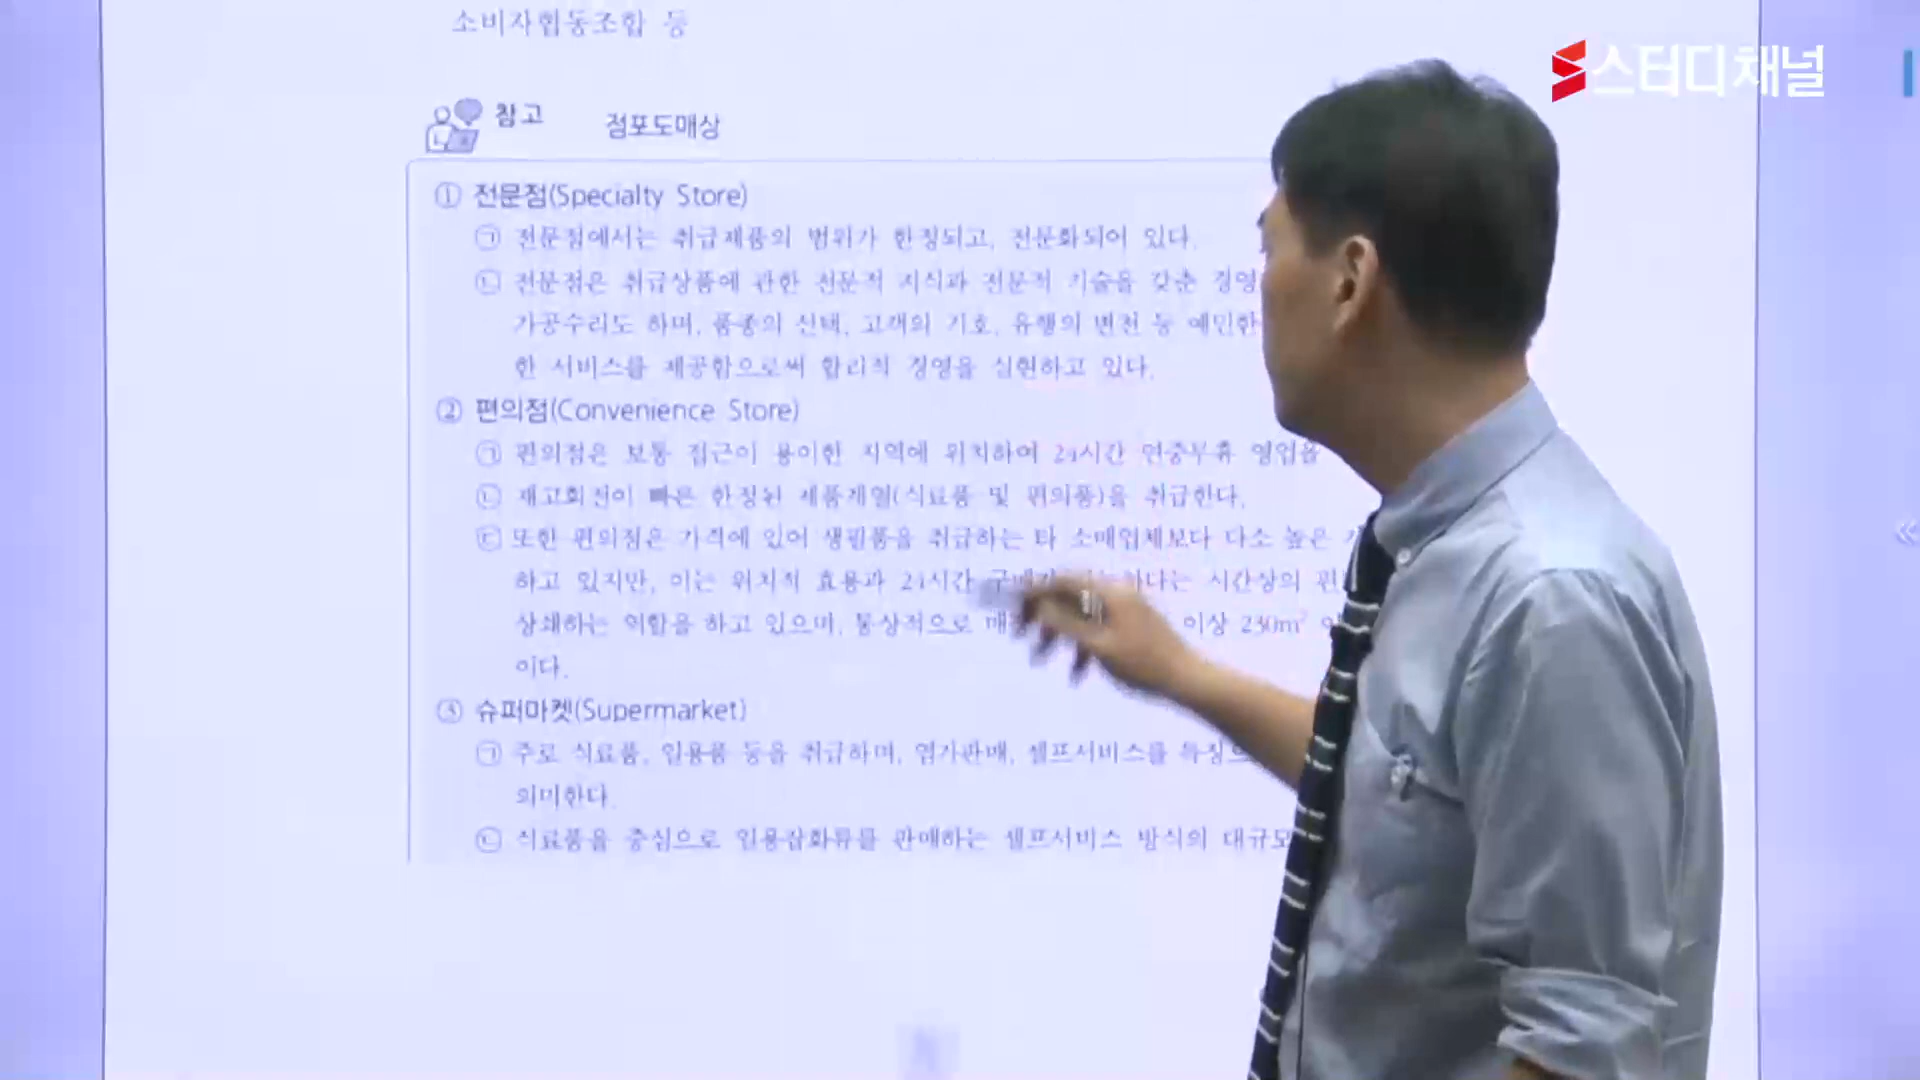 소비자협동조합 등
스터디채널
참고 점포도매상
① 전문점(Specialty Store)
㉠ 전문점에서는 취급제품의 범위가 한정되고, 전문화되어 있다.
㉡ 전문점은 취급상품에 관한 전문적 지식과 전문적 기술을 갖춘 경영
가공수리도 하며, 품종의 선택, 고객의 기호, 유행의 변천 등 예민한
한 서비스를 제공함으로써 합리적 경영을 실현하고 있다.
② 편의점(Convenience Store)
㉠ 편의점은 보통 접근이 용이한 지역에 위치하여 24시간 연중무휴 영업을
㉡ 재고회전이 빠른 한정된 제품계열(식료품 및 편의품)을 취급한다.
㉢ 또한 편의점은 가격에 있어 생필품을 취급하는 타 소매업체보다 다소 높은
하고 있지만, 이는 위치적 효용과 24시간 시간상의
상쇄하는 역할을 하고 있으며, 통상적으로 이상 230m²
이다.
③ 슈퍼마켓(Supermarket)
㉠ 주로 식료품, 일용품 등을 취급하며, 염가판매, 셀프서비스를 특징으
의미한다.
㉡ 식료품을 중심으로 일용잡화류를 판매하는 셀프서비스 방식의 대규모